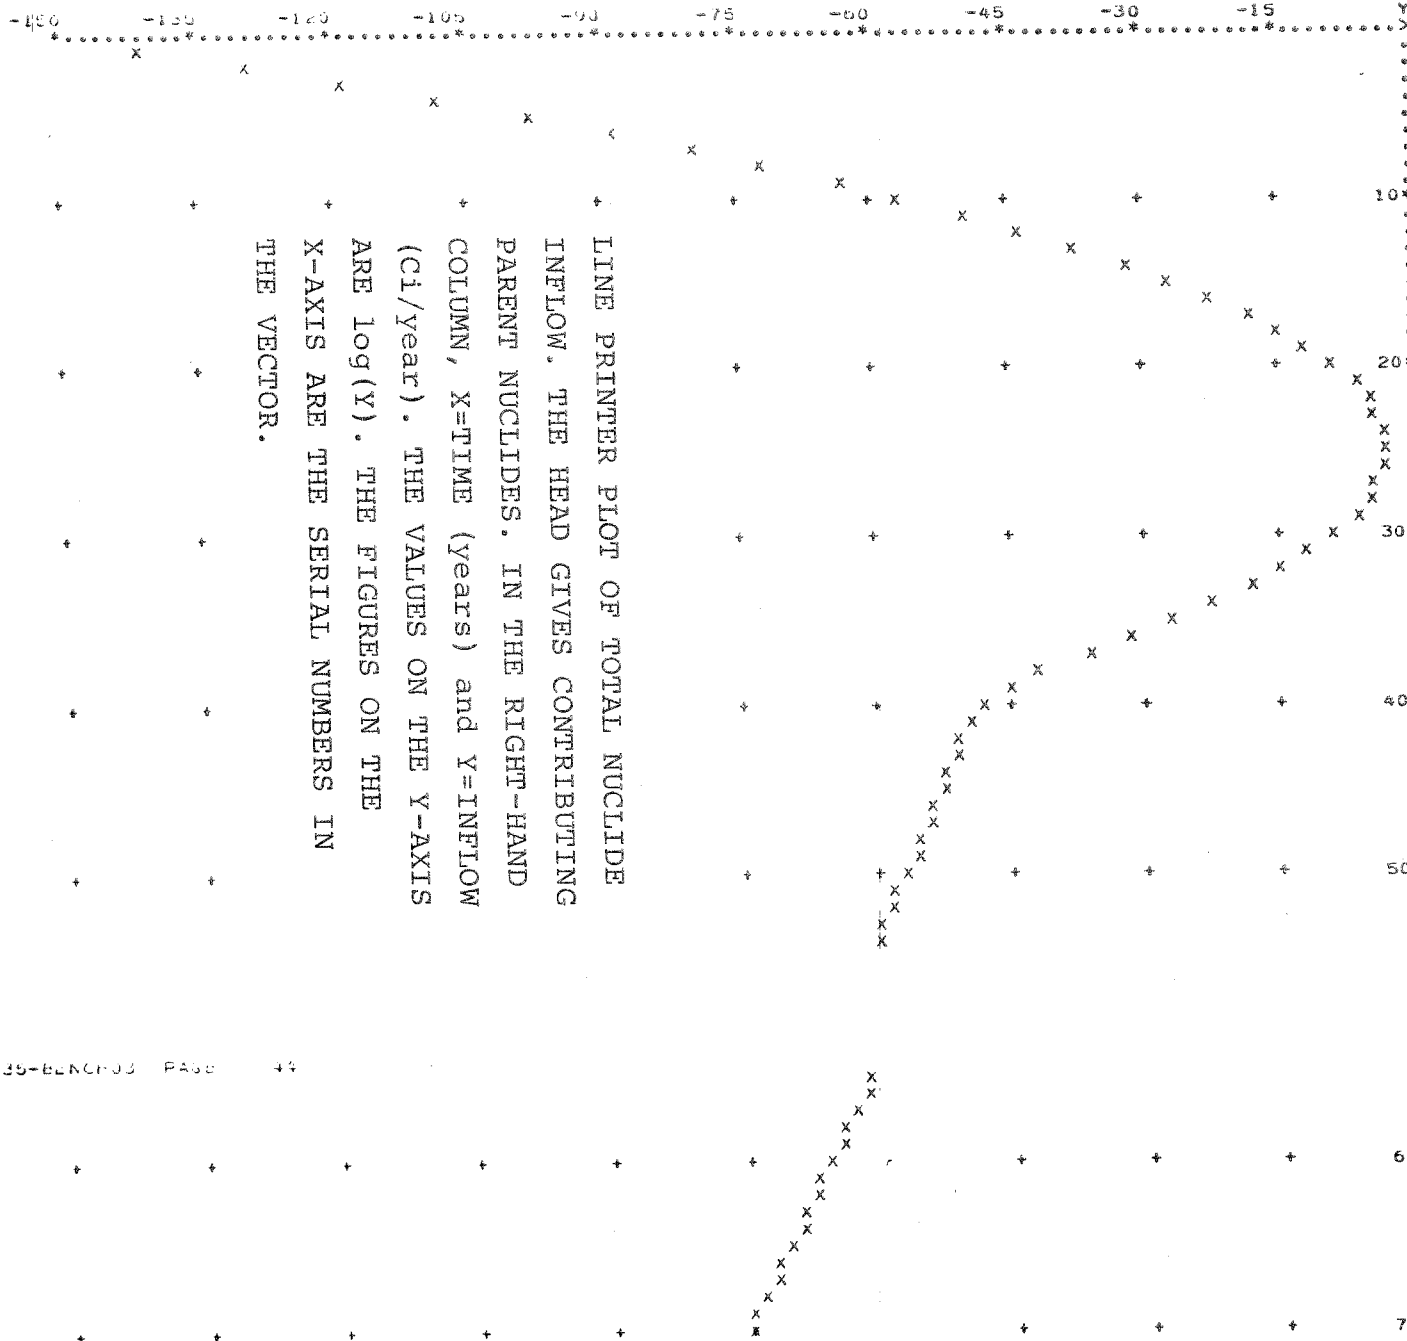 -150 -135 -120 -105 -90 -75 -60 -45 -30 -15 Y
X
10*
20*
30
40
50
LINE PRINTER PLOT OF TOTAL NUCLIDE
INFLOW. THE HEAD GIVES CONTRIBUTING
PARENT NUCLIDES. IN THE RIGHT-HAND
COLUMN, X=TIME (years) and Y=INFLOW
(Ci/year). THE VALUES ON THE Y-AXIS
ARE log(Y). THE FIGURES ON THE
X-AXIS ARE THE SERIAL NUMBERS IN
THE VECTOR.
PAGE 44
6
7